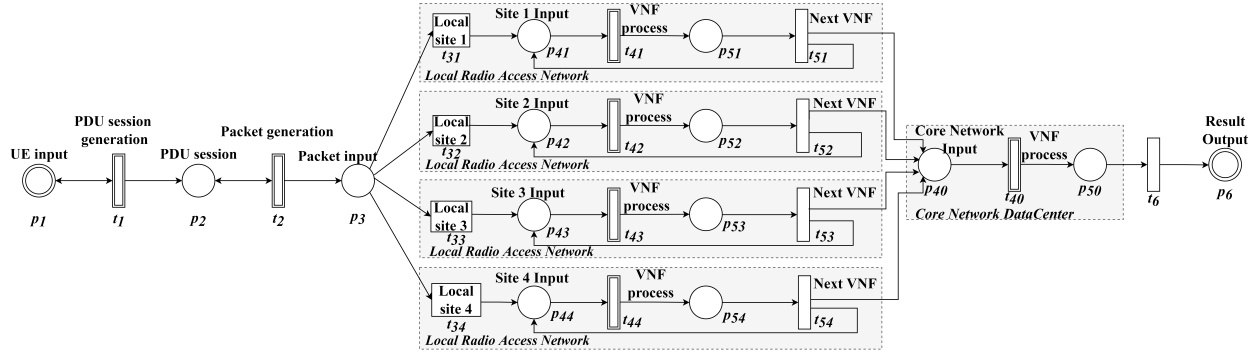 UE input
p1
PDU session
generation
t1
PDU session
p2
Packet generation
t2
Packet input
p3
Local
site 1
t31
Site 1 Input
p41
VNF
process
t41
p51
Next VNF
t51
Local Radio Access Network
Local
site 2
t32
Site 2 Input
p42
VNF
process
t42
p52
Next VNF
t52
Local Radio Access Network
Local
site 3
t33
Site 3 Input
p43
VNF
process
t43
p53
Next VNF
t53
Local Radio Access Network
Local
site 4
t34
Site 4 Input
p44
VNF
process
t44
p54
Next VNF
t54
Local Radio Access Network
Core Network
Input
p40
VNF
process
t40
p50
Core Network DataCenter
t6
Result
Output
p6